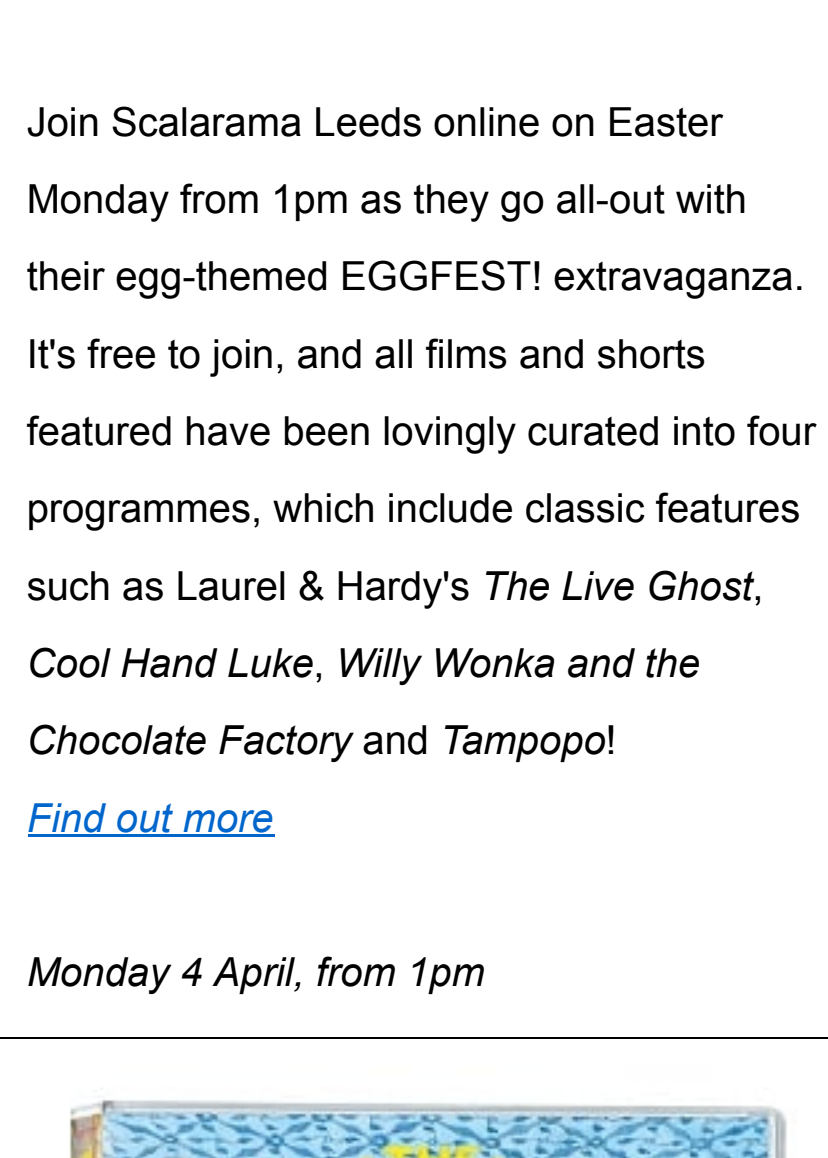 Join Scalarama Leeds online on Easter
Monday from 1pm as they go all-out with
their egg-themed EGGFEST! extravaganza.
It's free to join, and all films and shorts
featured have been lovingly curated into four
programmes, which include classic features
such as Laurel & Hardy's The Live Ghost,
Cool Hand Luke, Willy Wonka and the
Chocolate Factory and Tampopo!
Find out more
Monday 4 April, from 1pm
THE